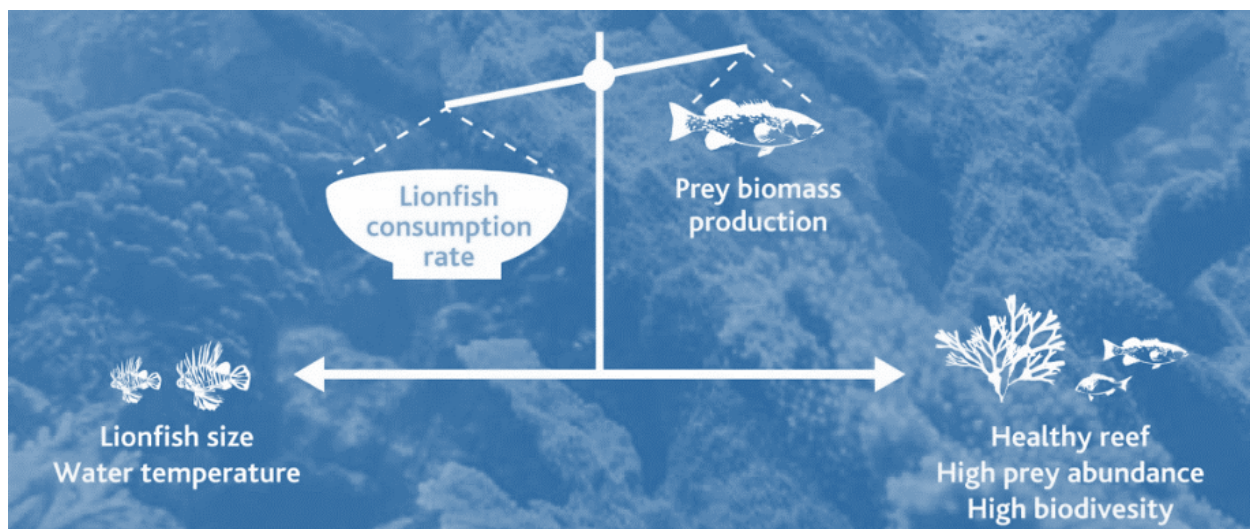 Lionfish
consumption
rate
Prey biomass
production
Lionfish size
Water temperature
Healthy reef
High prey abundance
High biodivesity